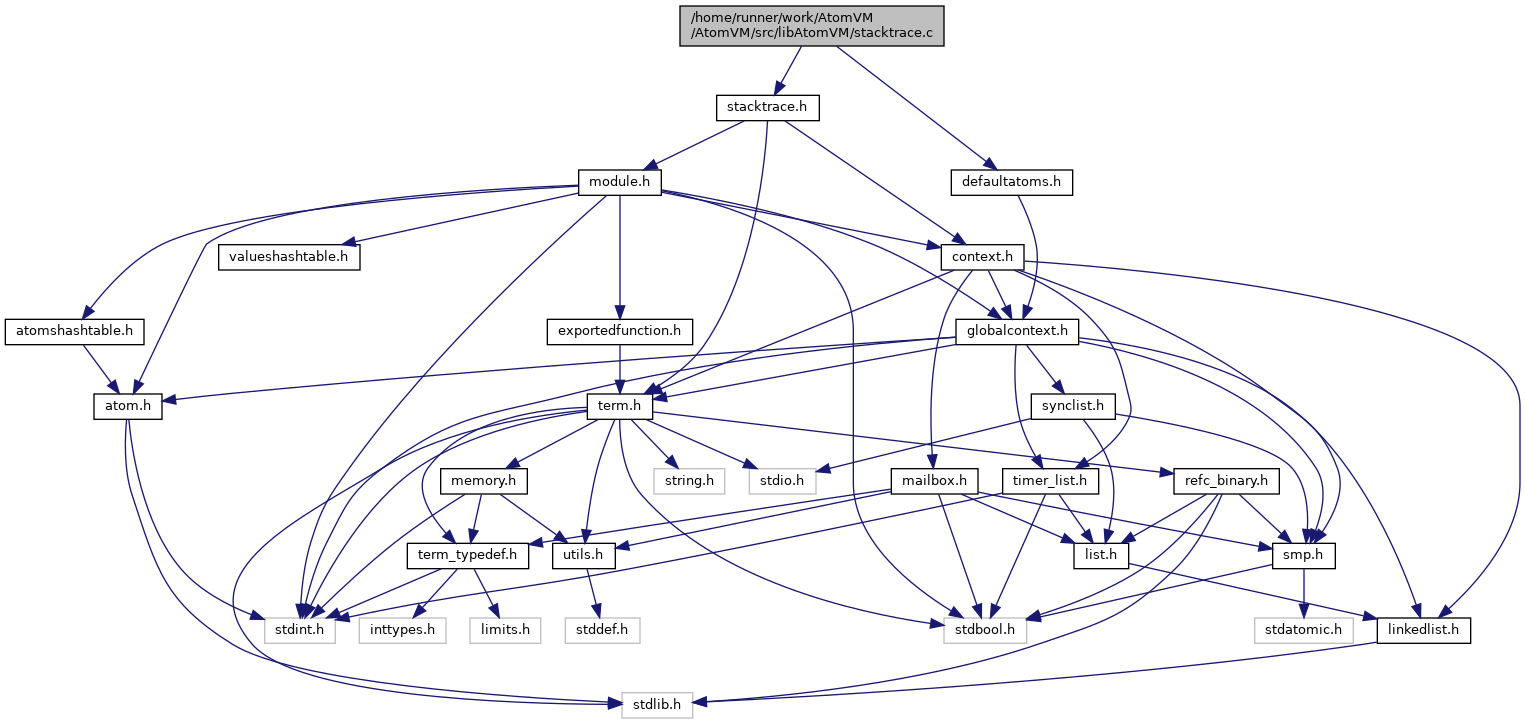 /home/runner/work/AtomVM
/AtomVM/src/libAtomVM/stacktrace.c
stacktrace.h
module.h
defaultatoms.h
valueshashtable.h
context.h
atomshashtable.h
exportedfunction.h
globalcontext.h
atom.h
term.h
synclist.h
memory.h
string.h
stdio.h
mailbox.h
timer_list.h
refc_binary.h
term_typedef.h
utils.h
list.h
smp.h
stdint.h
inttypes.h
limits.h
stddef.h
stdbool.h
stdatomic.h
linkedlist.h
stdlib.h